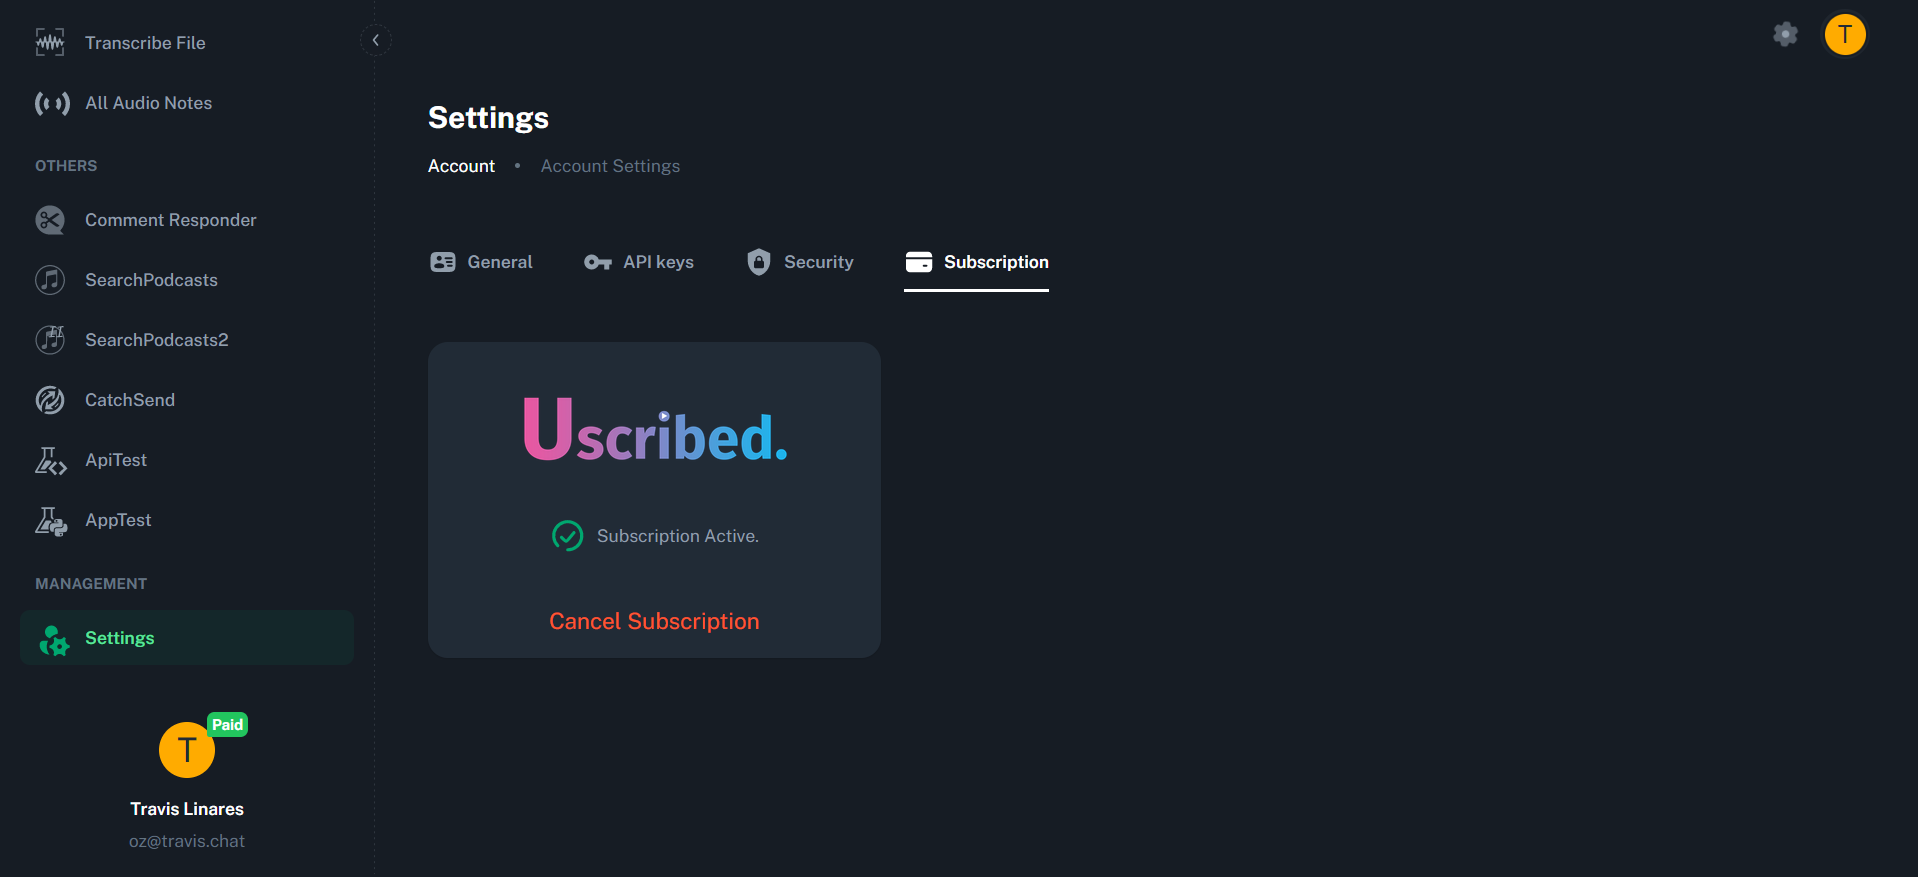 Transcribe File
All Audio Notes
OTHERS
Comment Responder
SearchPodcasts
SearchPodcasts2
CatchSend
ApiTest
AppTest
MANAGEMENT
Settings
Paid
T
Travis Linares
oz@travis.chat
T
Settings
Account • Account Settings
General
API keys
Security
Subscription
Uscribed.
Subscription Active.
Cancel Subscription